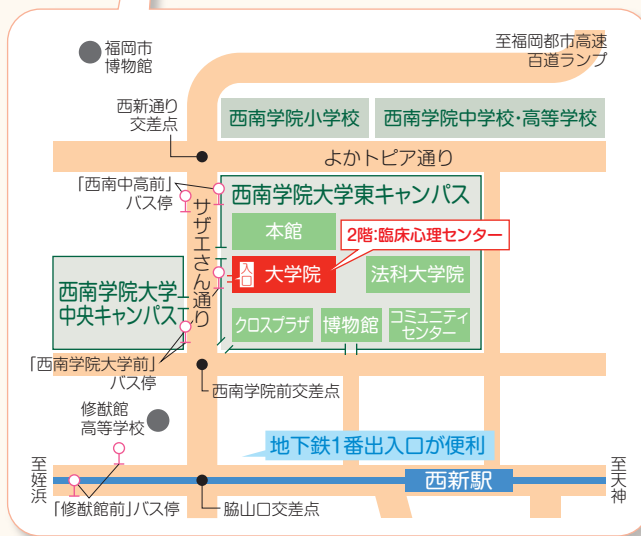 福岡市
博物館
至福岡都市高速
百道ランプ
西新通り
交差点
西南学院小学校
西南学院中学校・高等学校
よかトピア通り
「西南中高前」
バス停
サザエさん通り
西南学院大学東キャンパス
本館
2階:臨床心理センター
入口
大学院
法科大学院
西南学院大学
中央キャンパス
クロスプラザ
博物館
コミュニティ
センター
「西南学院大学前」
バス停
西南学院前交差点
修猷館
高等学校
地下鉄1番出入口が便利
至姪浜
西新駅
至天神
「修猷館前」バス停
脇山口交差点